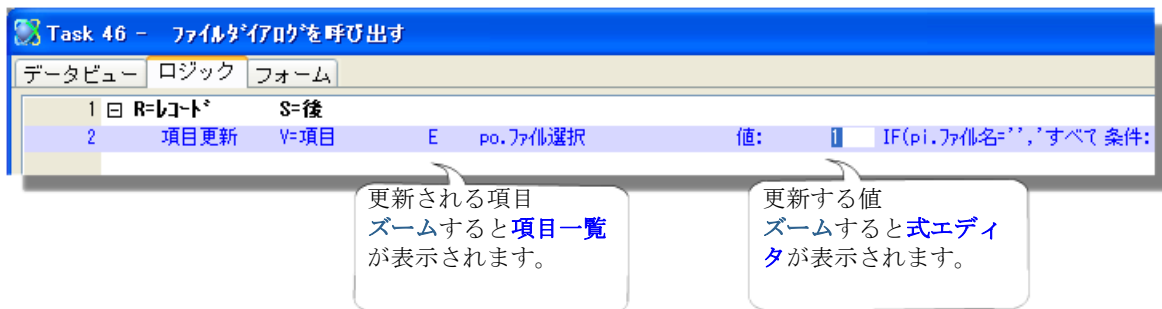 Task 46 - ファイルダイアログを呼び出す
データビュー ロジック フォーム
1 R=レコード S=後
2 項目更新 V=項目 E po.ファイル選択 値: 1 IF(pi.ファイル名='','すべて 条件:
更新される項目
ズームすると項目一覧
が表示されます。
更新する値
ズームすると式エディ
タが表示されます。